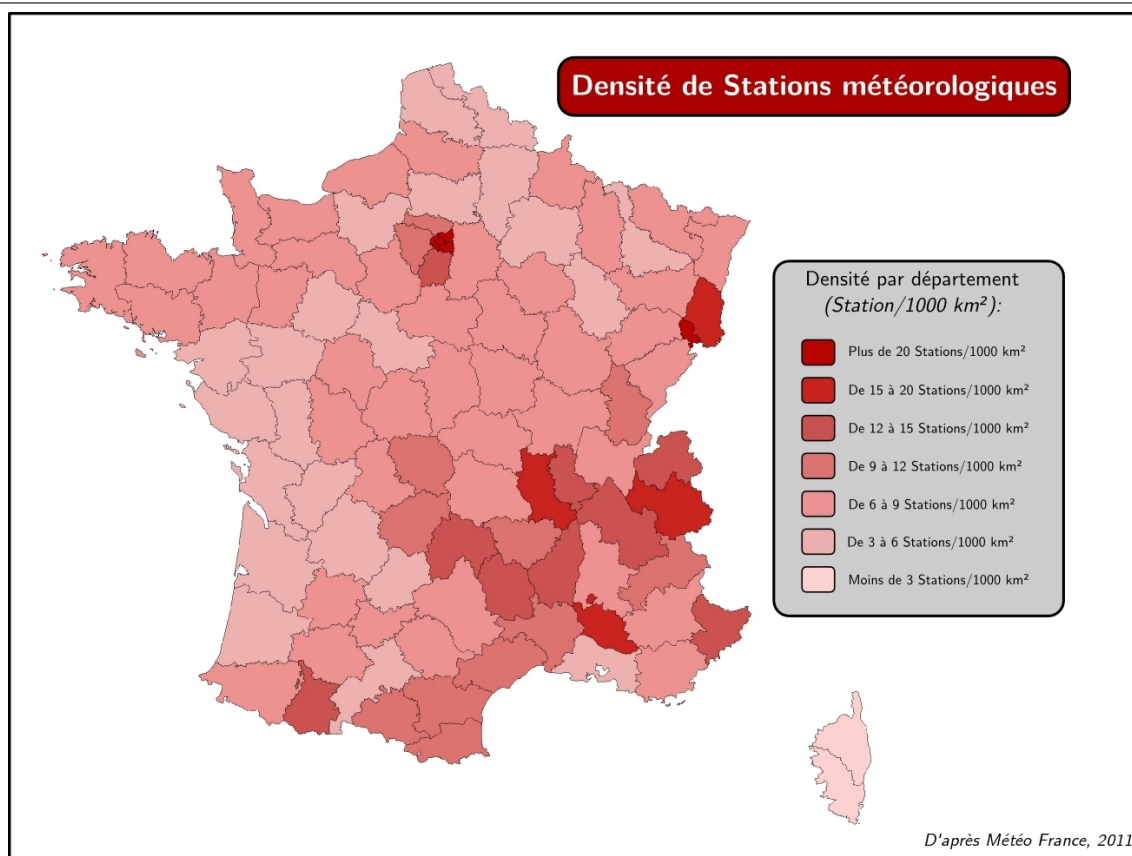 Densité de Stations météorologiques
Densité par département
(Station/1000 km²):
Plus de 20 Stations/1000 km²
De 15 à 20 Stations/1000 km²
De 12 à 15 Stations/1000 km²
De 9 à 12 Stations/1000 km²
De 6 à 9 Stations/1000 km²
De 3 à 6 Stations/1000 km²
Moins de 3 Stations/1000 km²
D'après Météo France, 2011